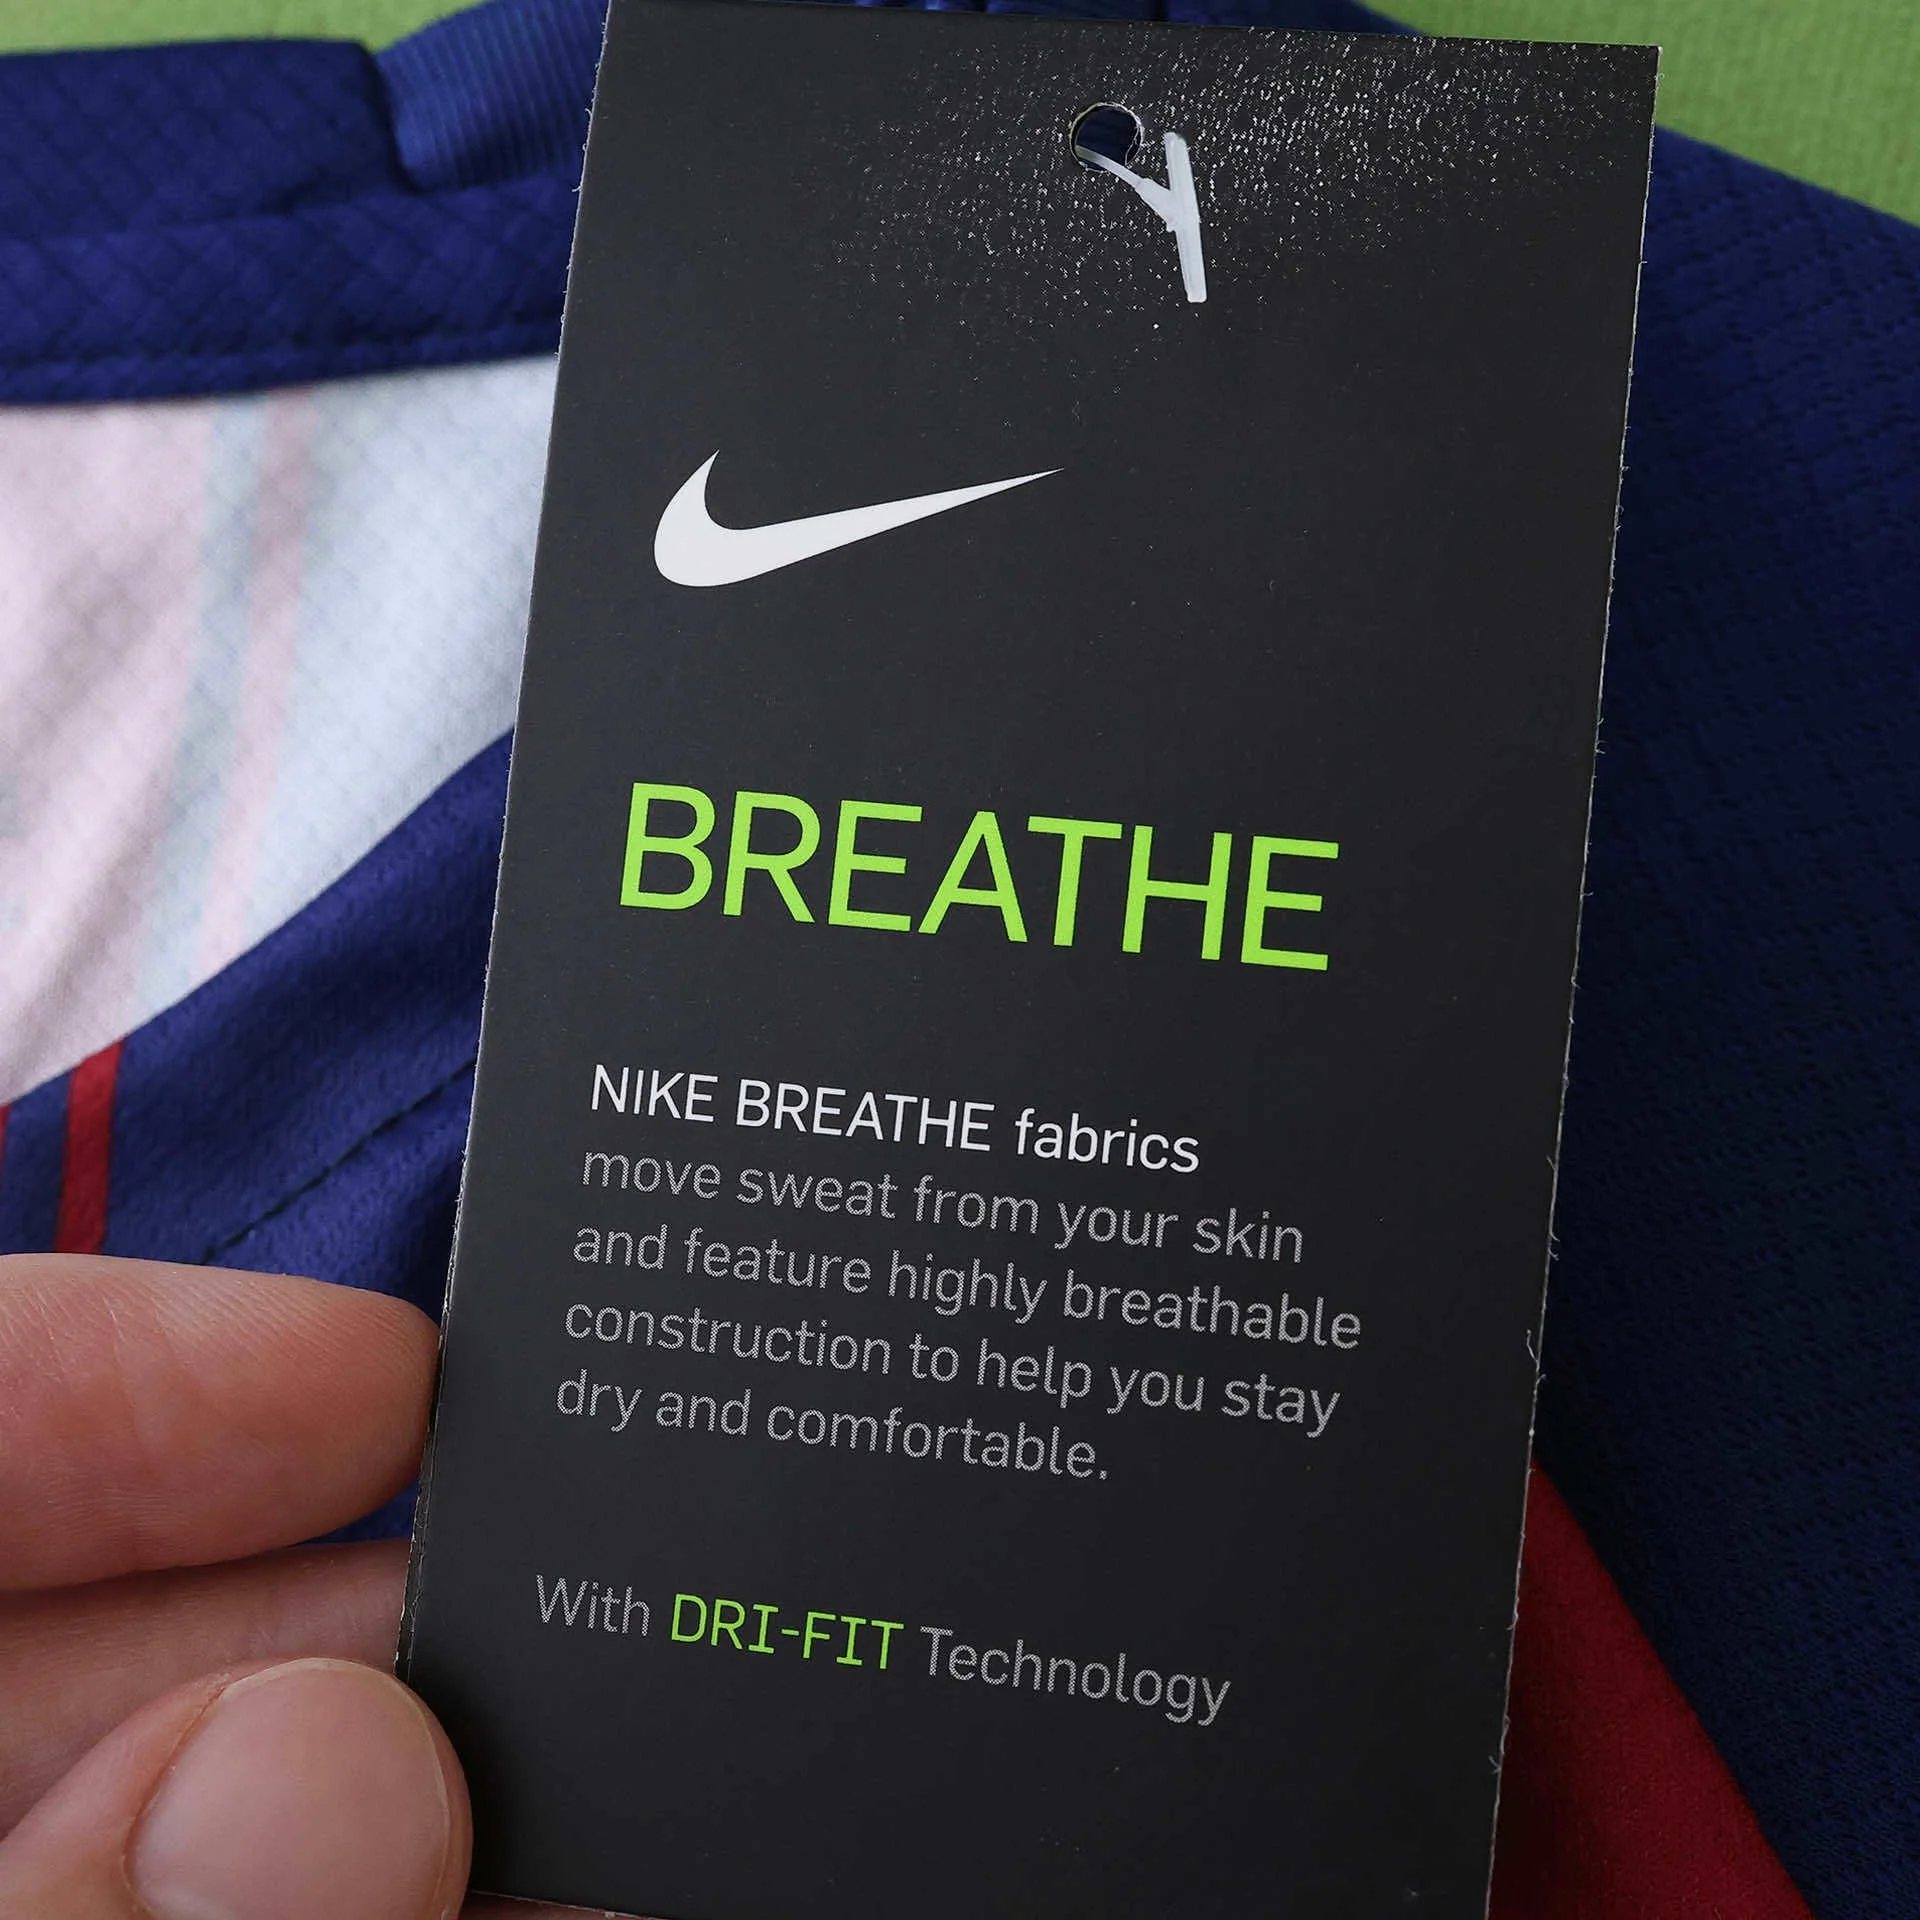 BREATHE
NIKE BREATHE fabrics
move sweat from your skin
and feature highly breathable
construction to help you stay
dry and comfortable.
With DRI-FIT Technology